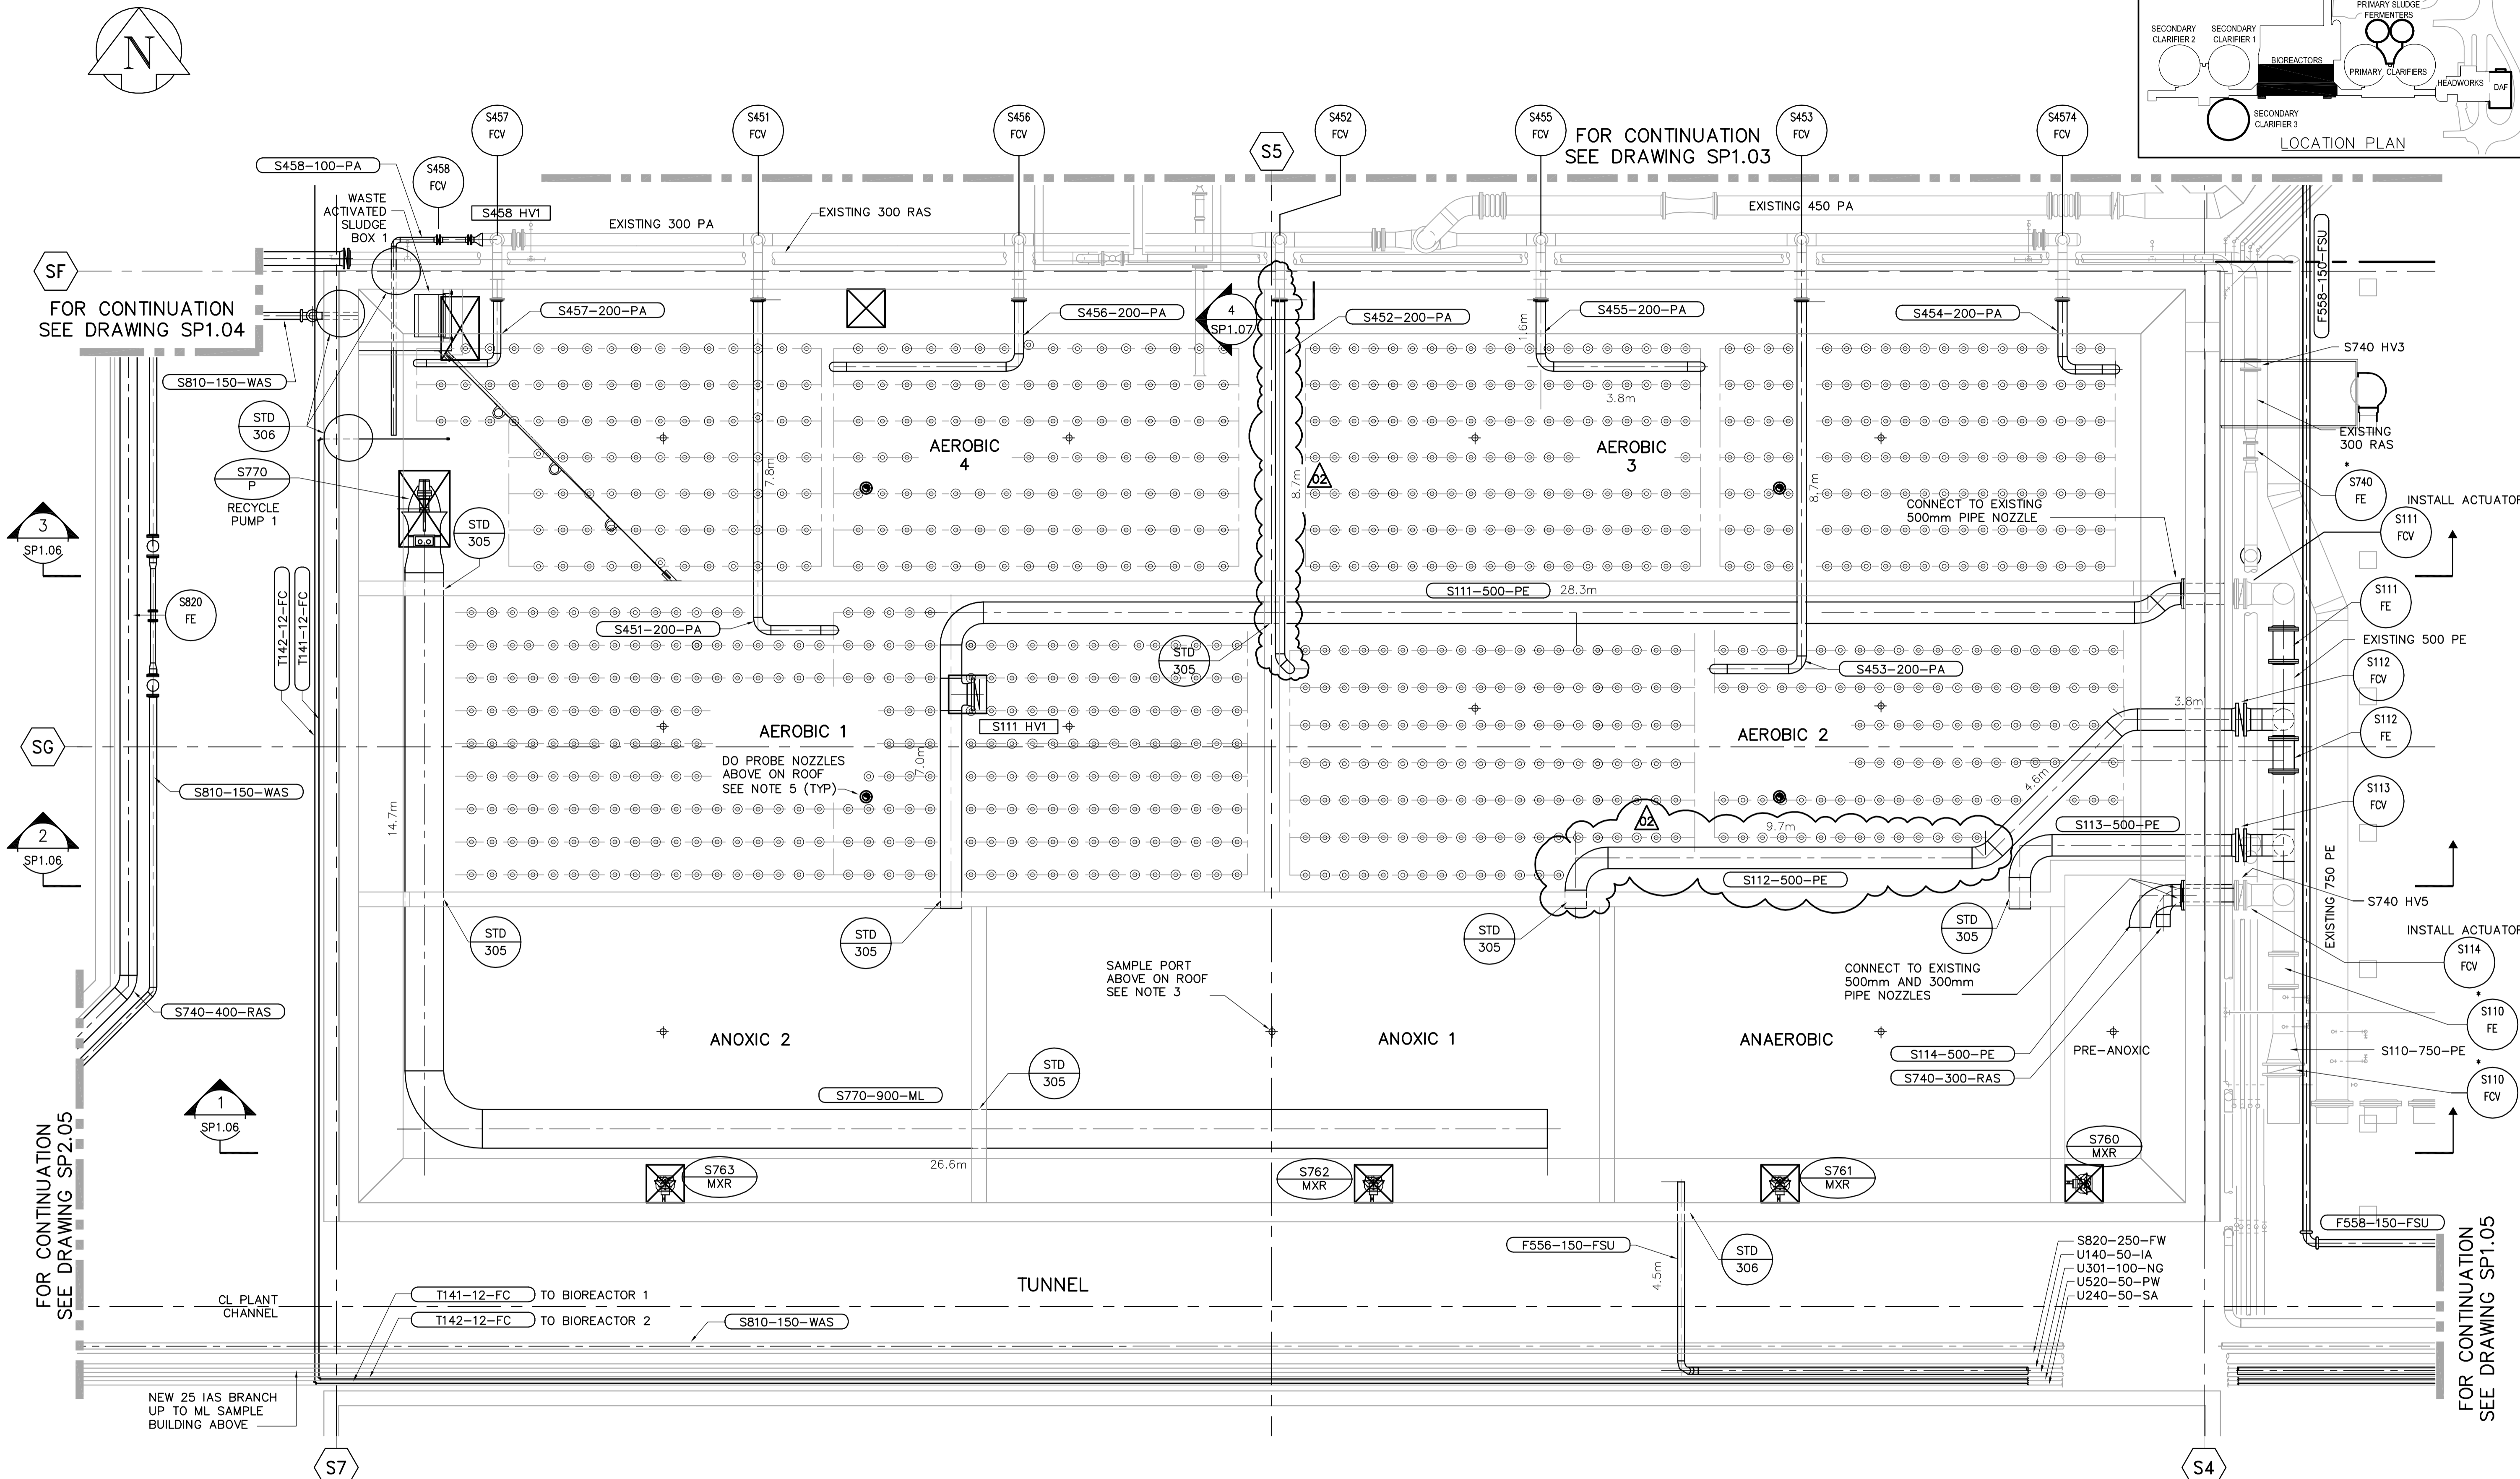 N
PRIMARY SLUDGE
FERMENTERS
SECONDARY
CLARIFIER 2
SECONDARY
CLARIFIER 1
BIOREACTORS
PRIMARY CLARIFIERS
HEADWORKS
DAF
SECONDARY
CLARIFIER 3
LOCATION PLAN
S457
FCV
S451
FCV
S456
FCV
S5
S452
FCV
S455
FCV
FOR CONTINUATION
SEE DRAWING SP1.03
S453
FCV
S4574
FCV
S458-100-PA
S458
FCV
WASTE
ACTIVATED
SLUDGE
BOX 1
S458 HV1
EXISTING 300 PA
EXISTING 300 RAS
EXISTING 450 PA
F558-150-FSU
SF
FOR CONTINUATION
SEE DRAWING SP1.04
S457-200-PA
S456-200-PA
4
SP1.07
S452-200-PA
1.6m
S455-200-PA
S454-200-PA
S740 HV3
S810-150-WAS
3.8m
STD
306
EXISTING
300 RAS
AEROBIC
4
AEROBIC
3
S770
P
RECYCLE
PUMP 1
7.8m
8.7m
02
8.7m
*
S740
FE
INSTALL ACTUATOR
CONNECT TO EXISTING
500mm PIPE NOZZLE
S111
FCV
3
SP1.06
STD
305
S820
FE
T142-12-FC
T141-12-FC
S111-500-PE
28.3m
S111
FE
S451-200-PA
EXISTING 500 PE
STD
305
S453-200-PA
S112
FCV
3.8m
S111 HV1
AEROBIC 1
AEROBIC 2
S112
FE
SG
DO PROBE NOZZLES
ABOVE ON ROOF
SEE NOTE 5 (TYP)
7.0m
4.6m
S810-150-WAS
S113
FCV
14.7m
02
9.7m
S113-500-PE
2
SP1.06
S112-500-PE
EXISTING 750 PE
S740 HV5
STD
305
STD
305
STD
305
STD
305
INSTALL ACTUATOR
S114
FCV
SAMPLE PORT
ABOVE ON ROOF
SEE NOTE 3
CONNECT TO EXISTING
500mm AND 300mm
PIPE NOZZLES
S740-400-RAS
*
S110
FE
ANOXIC 2
ANOXIC 1
ANAEROBIC
PRE-ANOXIC
S114-500-PE
S740-300-RAS
S110-750-PE
*
S110
FCV
STD
305
S770-900-ML
1
SP1.06
FOR CONTINUATION
SEE DRAWING SP2.05
26.6m
S763
MXR
S762
MXR
S761
MXR
S760
MXR
F558-150-FSU
F556-150-FSU
STD
306
4.5m
S820-250-FW
U140-50-IA
U301-100-NG
U520-50-PW
U240-50-SA
TUNNEL
CL PLANT
CHANNEL
T141-12-FC TO BIOREACTOR 1
T142-12-FC TO BIOREACTOR 2
S810-150-WAS
FOR CONTINUATION
SEE DRAWING SP1.05
NEW 25 IAS BRANCH
UP TO ML SAMPLE
BUILDING ABOVE
S7
S4